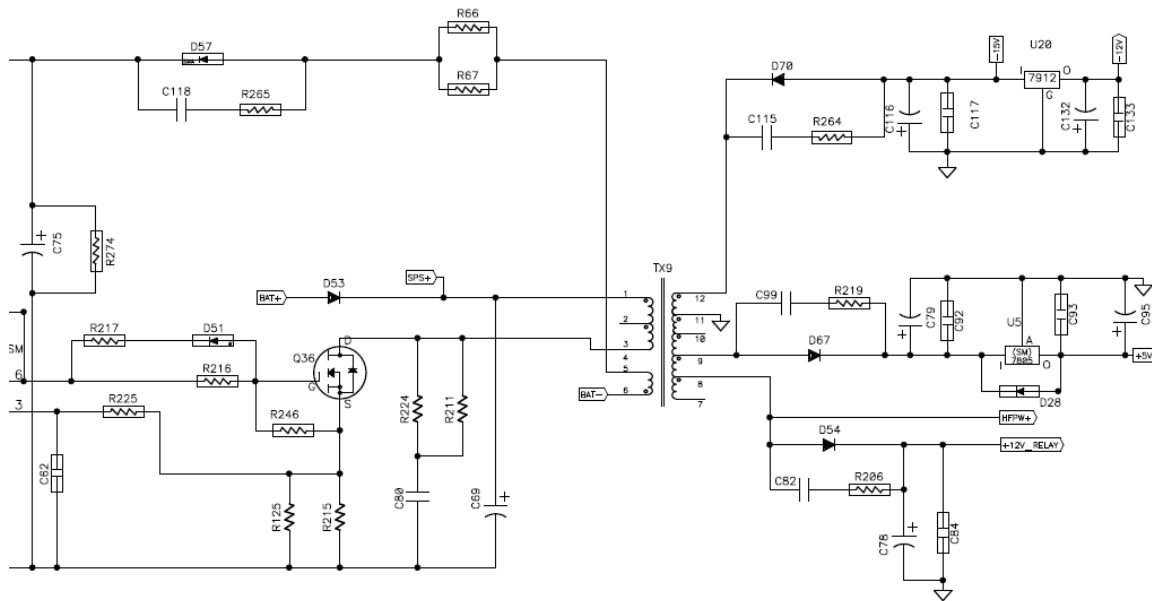 R66
D57
R67
C118
R265
U20
-15V
-12V
D70
7912
I
O
G
C115
R264
C116
+
C117
C132
+
C133
+
C75
R274
TX9
SPS+
BAT+
D53
1
2
3
4
5
6
12
11
10
9
8
7
BAT-
C99
R219
C79
+
C92
U5
A
(SM)
7805
I
O
C93
C95
+
+5V
D67
D28
HFPW+
D54
+12V_RELAY
C82
R206
C78
+
C84
R217
D51
SM
Q36
D
G
S
6
R216
3
R225
R246
R224
R211
C62
R125
R215
C80
C69
+